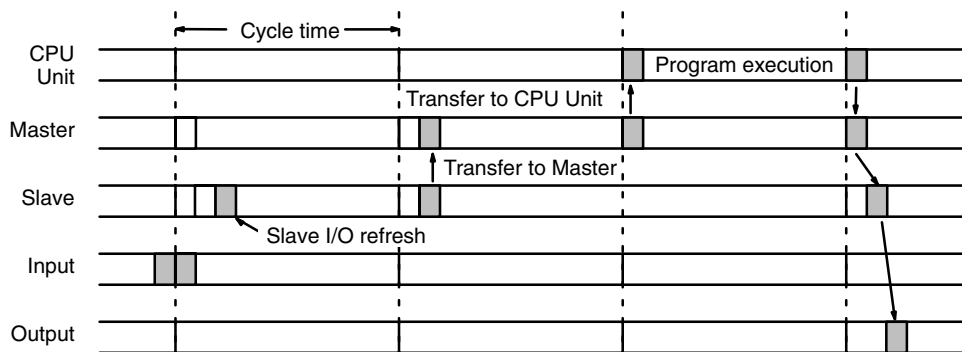 Cycle time
CPU
Unit
Program execution
Transfer to CPU Unit
Master
Transfer to Master
Slave
Slave I/O refresh
Input
Output